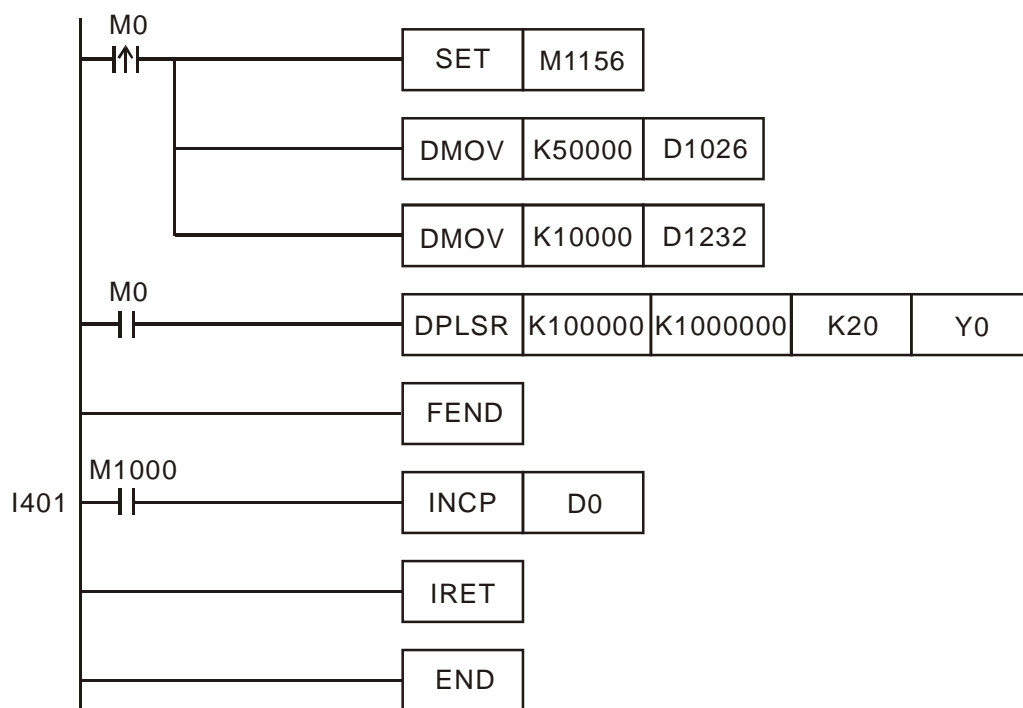 M0
SET M1156
DMOV K50000 D1026
DMOV K10000 D1232
M0
DPLSR K100000 K1000000 K20 Y0
FEND
M1000
I401 INCP D0
IRET
END